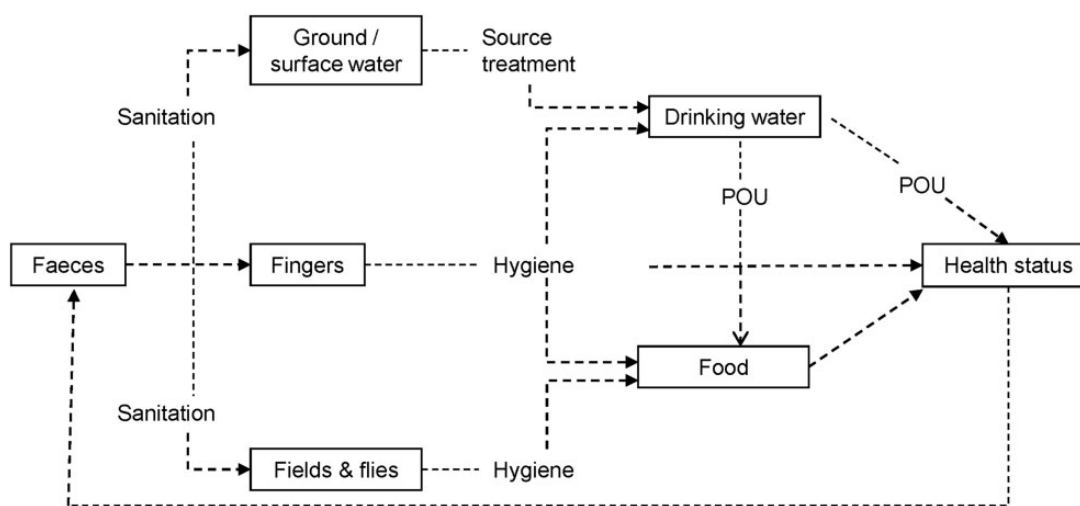 Ground /
surface water
Source
treatment
Sanitation
Drinking water
POU
POU
Faeces
Fingers
Hygiene
Health status
Food
Sanitation
Fields & flies
Hygiene